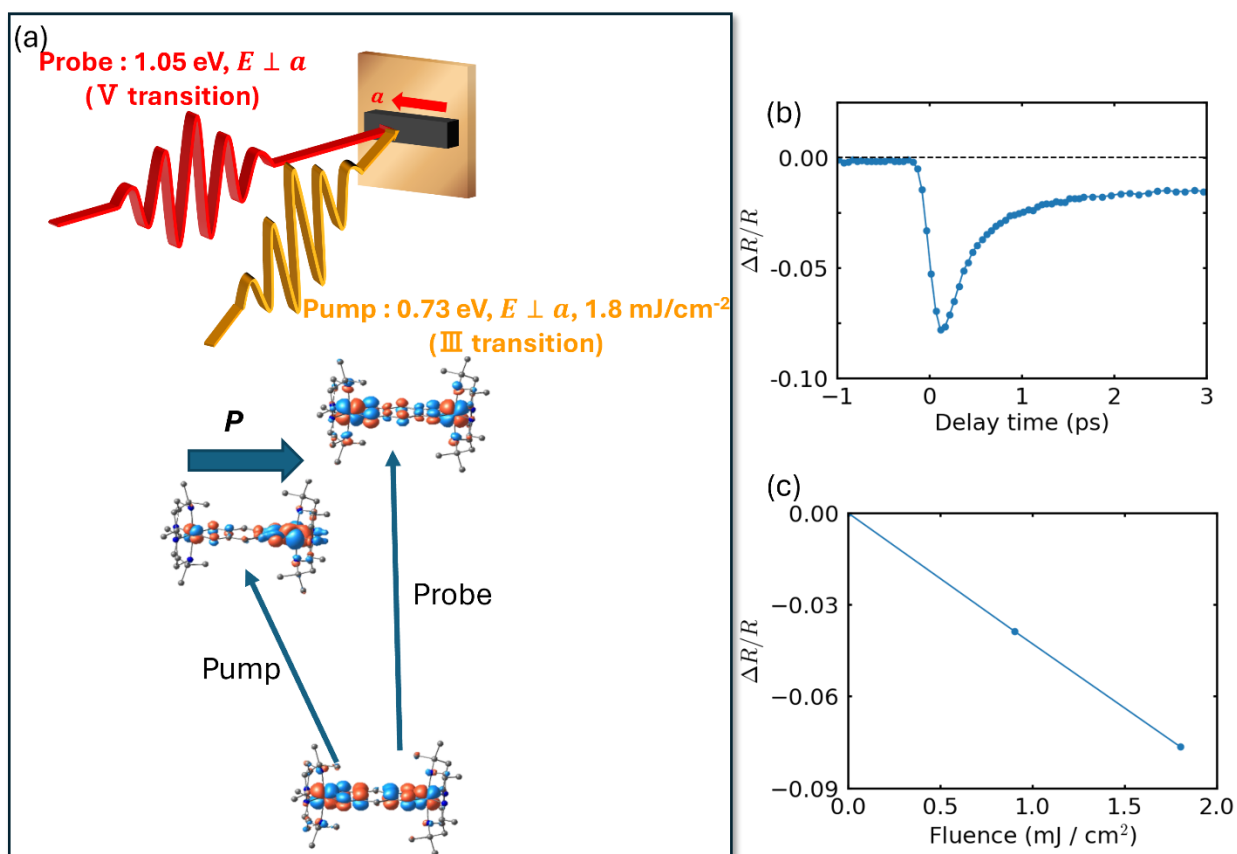 (a)
Probe : 1.05 eV, E ⊥ a
(Ⅴ transition)
a
Pump : 0.73 eV, E ⊥ a, 1.8 mJ/cm-2
(Ⅲ transition)
P
Pump
Probe
(b)
0.00
-0.05
-0.10
ΔR/R
−1
0
1
2
3
Delay time (ps)
(c)
0.00
−0.03
−0.06
−0.09
ΔR/R
0.0
0.5
1.0
1.5
2.0
Fluence (mJ / cm²)